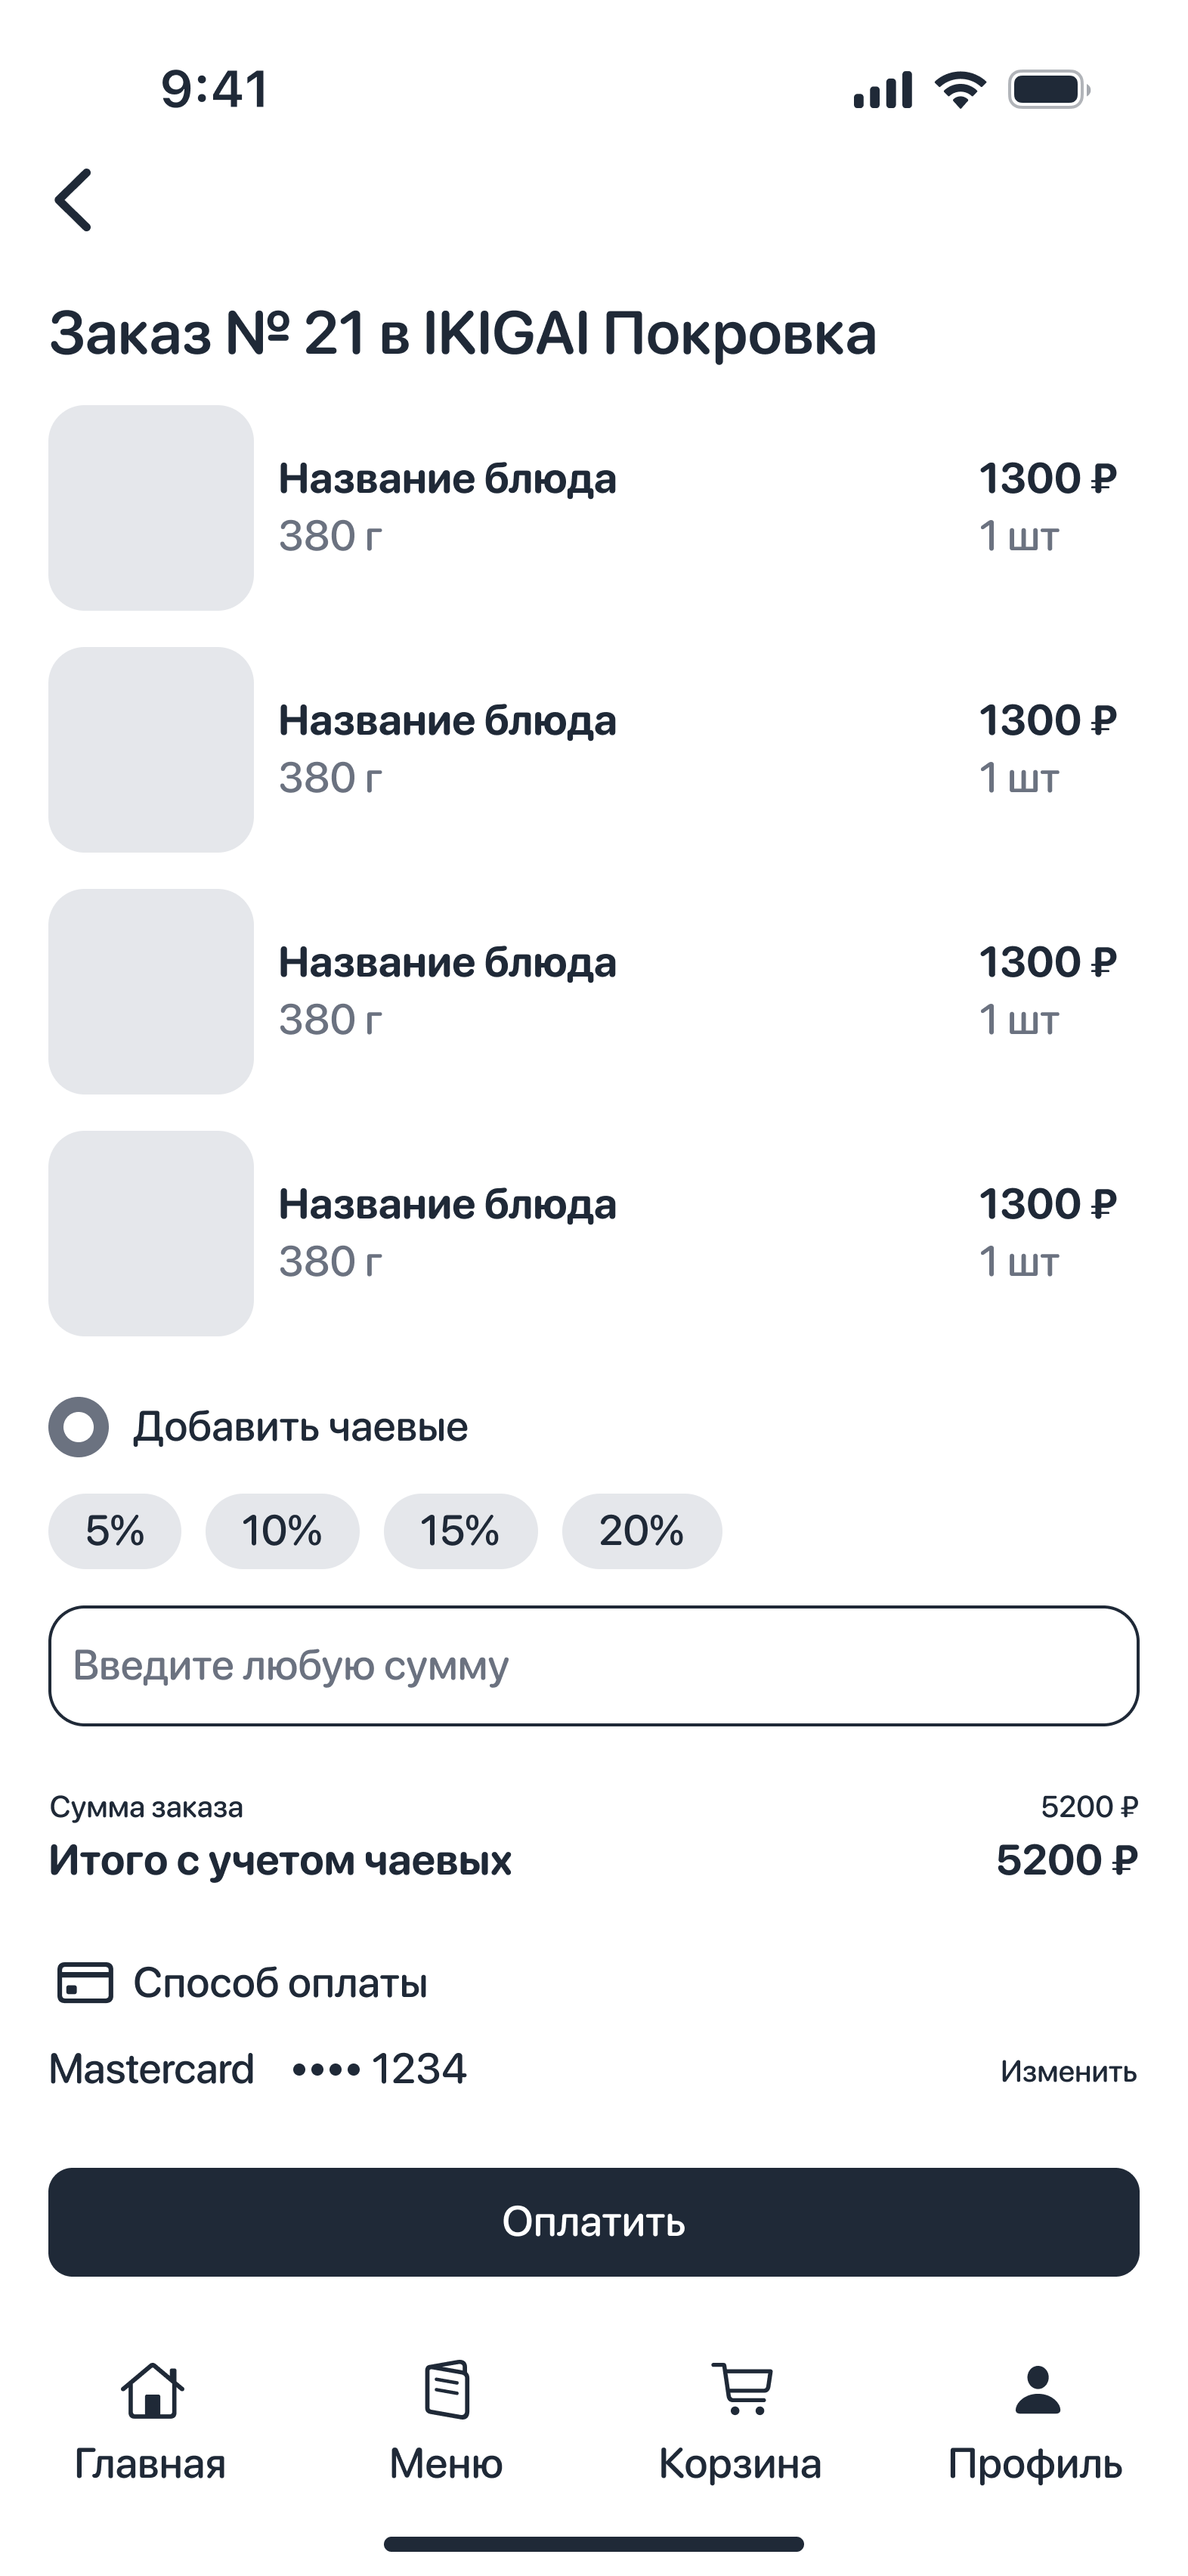 9:41
Заказ № 21 в IKIGAI Покровка
Название блюда 1300 ₽
380 г 1 шт
Название блюда 1300 ₽
380 г 1 шт
Название блюда 1300 ₽
380 г 1 шт
Название блюда 1300 ₽
380 г 1 шт
Добавить чаевые
5% 10% 15% 20%
Введите любую сумму
Сумма заказа 5200 ₽
Итого с учетом чаевых 5200 ₽
Способ оплаты
Mastercard •••• 1234 Изменить
Оплатить
Главная Меню Корзина Профиль